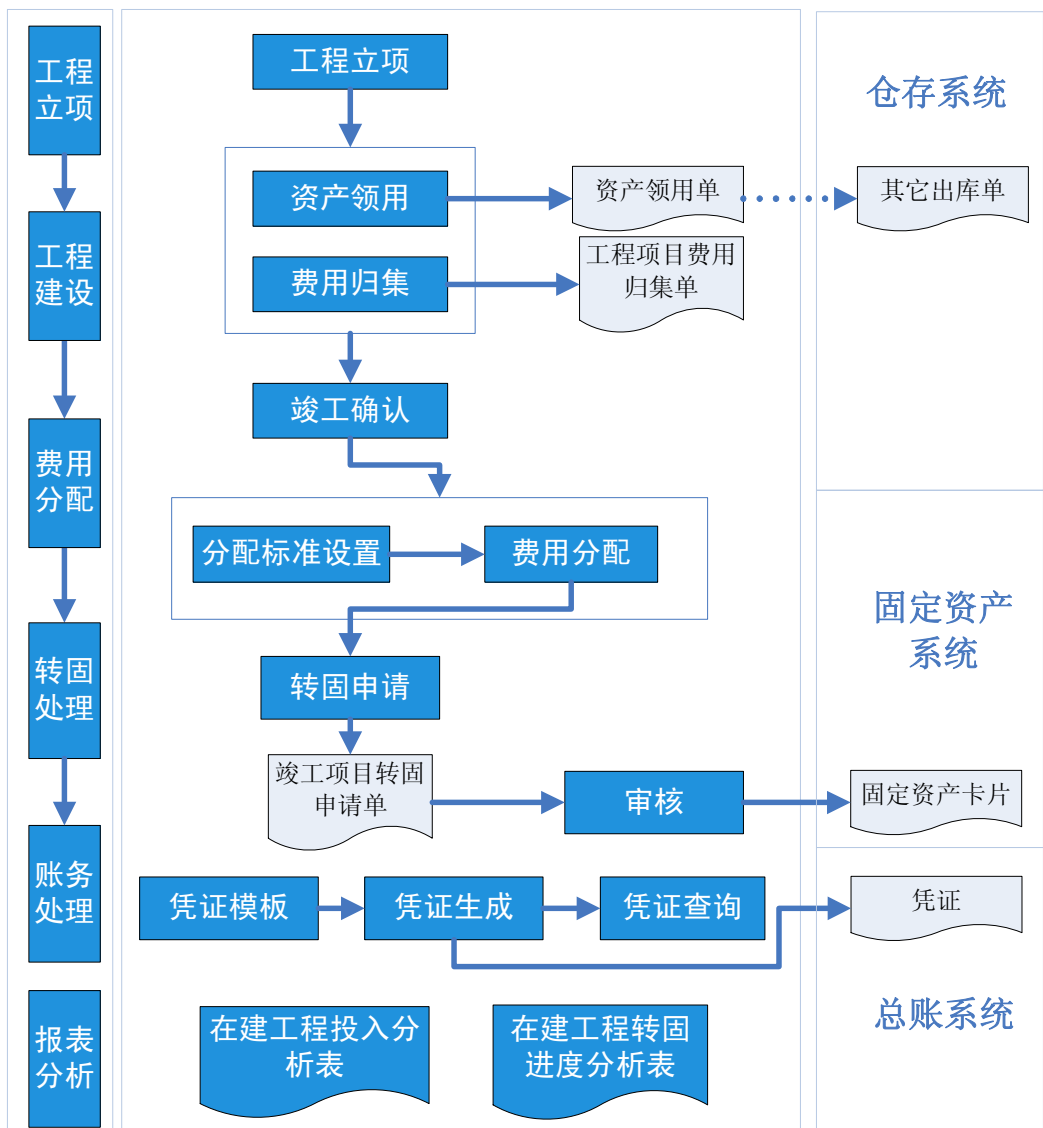 工程
立项
工程
建设
费用
分配
转固
处理
账务
处理
报表
分析
工程立项
资产领用
资产领用单
费用归集
工程项目费用
归集单
竣工确认
分配标准设置
费用分配
转固申请
竣工项目转固
申请单
审核
凭证模板
凭证生成
凭证查询
在建工程投入分
析表
在建工程转固
进度分析表
仓存系统
其它出库单
固定资产
系统
固定资产卡片
凭证
总账系统